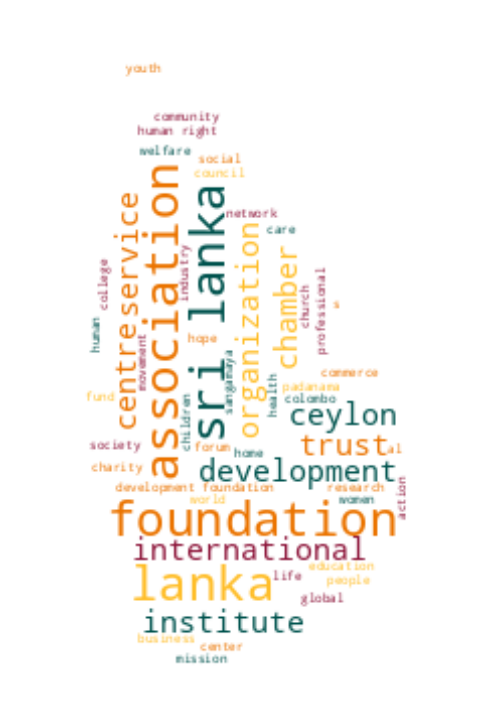 youth
community
human right
welfare
social
council
association
sri lanka
centre
service
network
care
organization
chamber
industry
college
church
professional
s
human
movement
hope
sangamaya
health
children
commerce
padanama
colombo
fund
ceylon
society
forum
home
trust
al
charity
development
development foundation
research
world
women
action
foundation
international
education
lanka
life
people
global
institute
business
center
mission